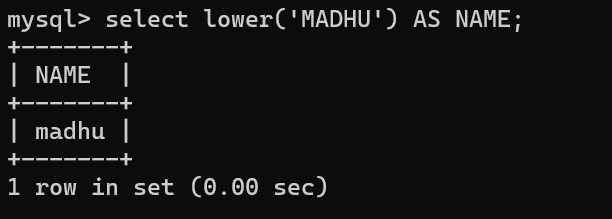 mysql> select lower('MADHU') AS NAME;
+-------+
| NAME  |
+-------+
| madhu |
+-------+
1 row in set (0.00 sec)